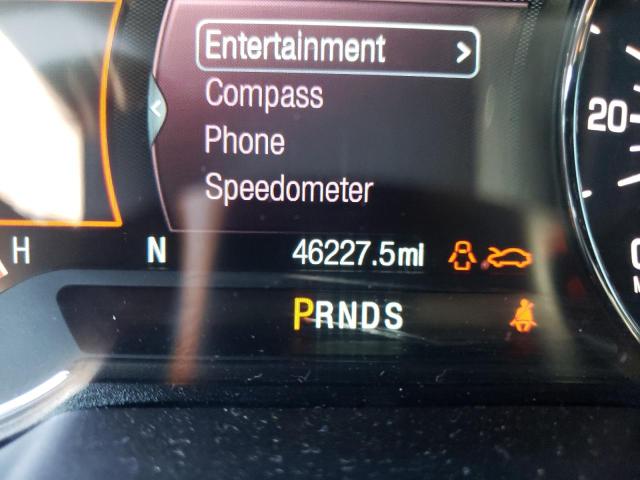 Entertainment >
Compass
Phone
Speedometer
20
H N 46227.5mi
PRNDS